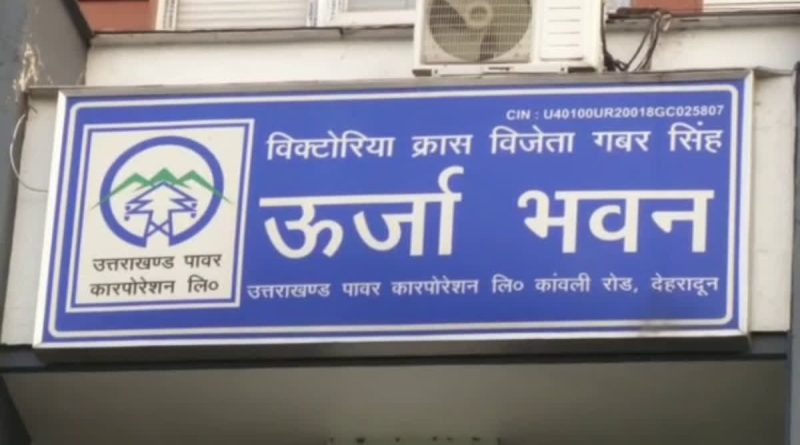 CIN : U40100UR20018GC025807
विक्टोरिया क्रास विजेता गबर सिंह
ऊर्जा भवन
उत्तराखण्ड पावर कारपोरेशन लि० कांवली रोड, देहरादून
उत्तराखण्ड पावर
कारपोरेशन लि०